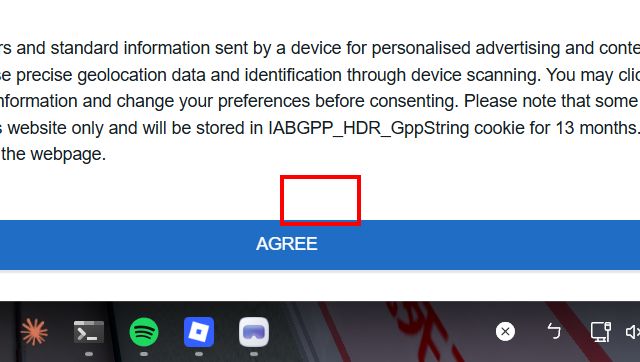 rs and standard information sent by a device for personalised advertising and conte
se precise geolocation data and identification through device scanning. You may clic
nformation and change your preferences before consenting. Please note that some
s website only and will be stored in IABGPP_HDR_GppString cookie for 13 months.
the webpage.
AGREE